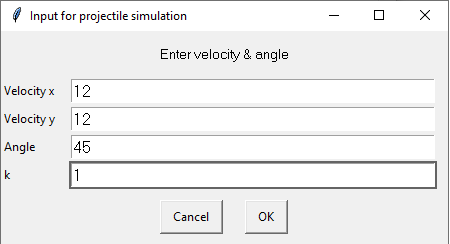 Input for projectile simulation
Enter velocity & angle
Velocity x 12
Velocity y 12
Angle 45
k 1
Cancel OK